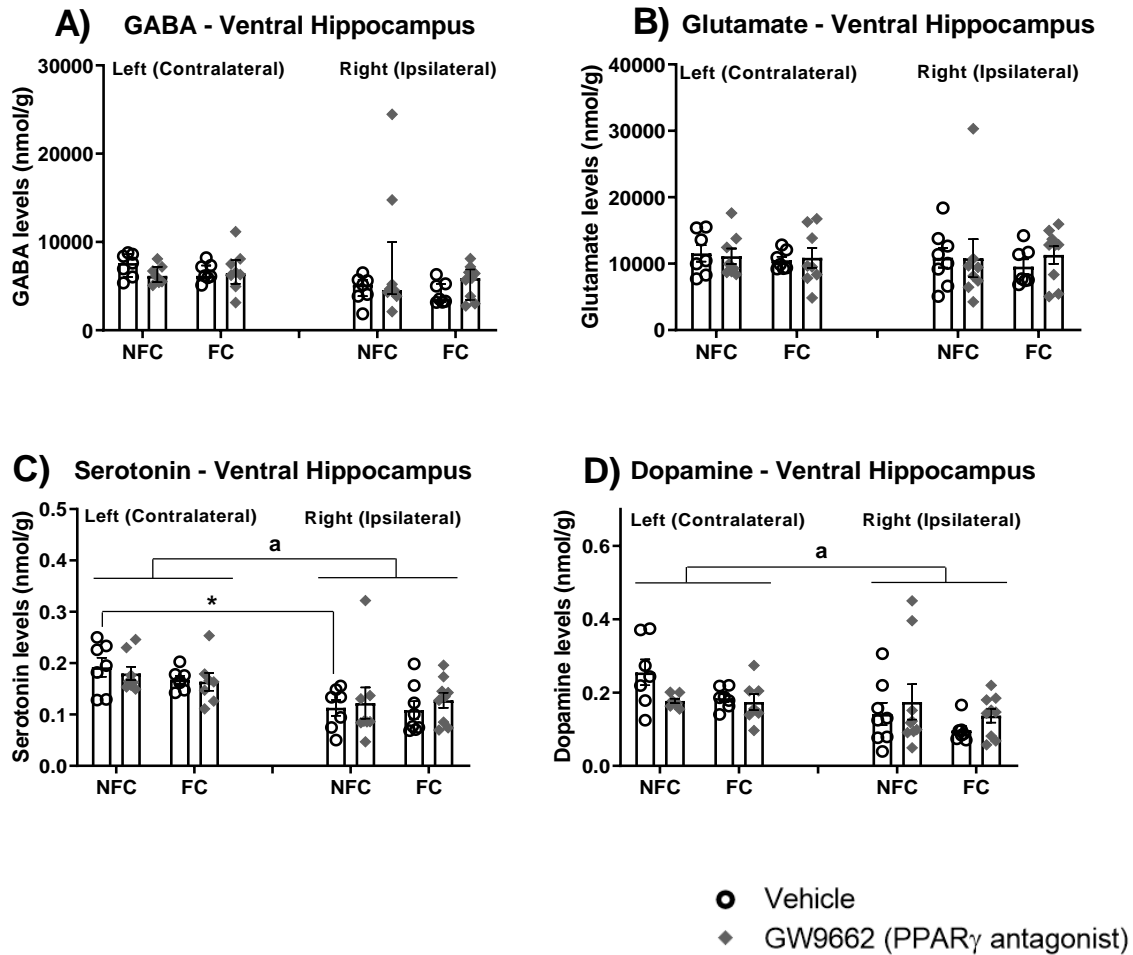 A) GABA - Ventral Hippocampus
Left (Contralateral) Right (Ipsilateral)
GABA levels (nmol/g)
30000
20000
10000
0
NFC FC NFC FC
B) Glutamate - Ventral Hippocampus
Left (Contralateral) Right (Ipsilateral)
Glutamate levels (nmol/g)
40000
30000
20000
10000
0
NFC FC NFC FC
C) Serotonin - Ventral Hippocampus
Left (Contralateral) Right (Ipsilateral)
Serotonin levels (nmol/g)
0.5
0.4
0.3
0.2
0.1
0.0
a
*
NFC FC NFC FC
D) Dopamine - Ventral Hippocampus
Left (Contralateral) Right (Ipsilateral)
Dopamine levels (nmol/g)
0.6
0.4
0.2
0.0
a
NFC FC NFC FC
Vehicle
GW9662 (PPARγ antagonist)